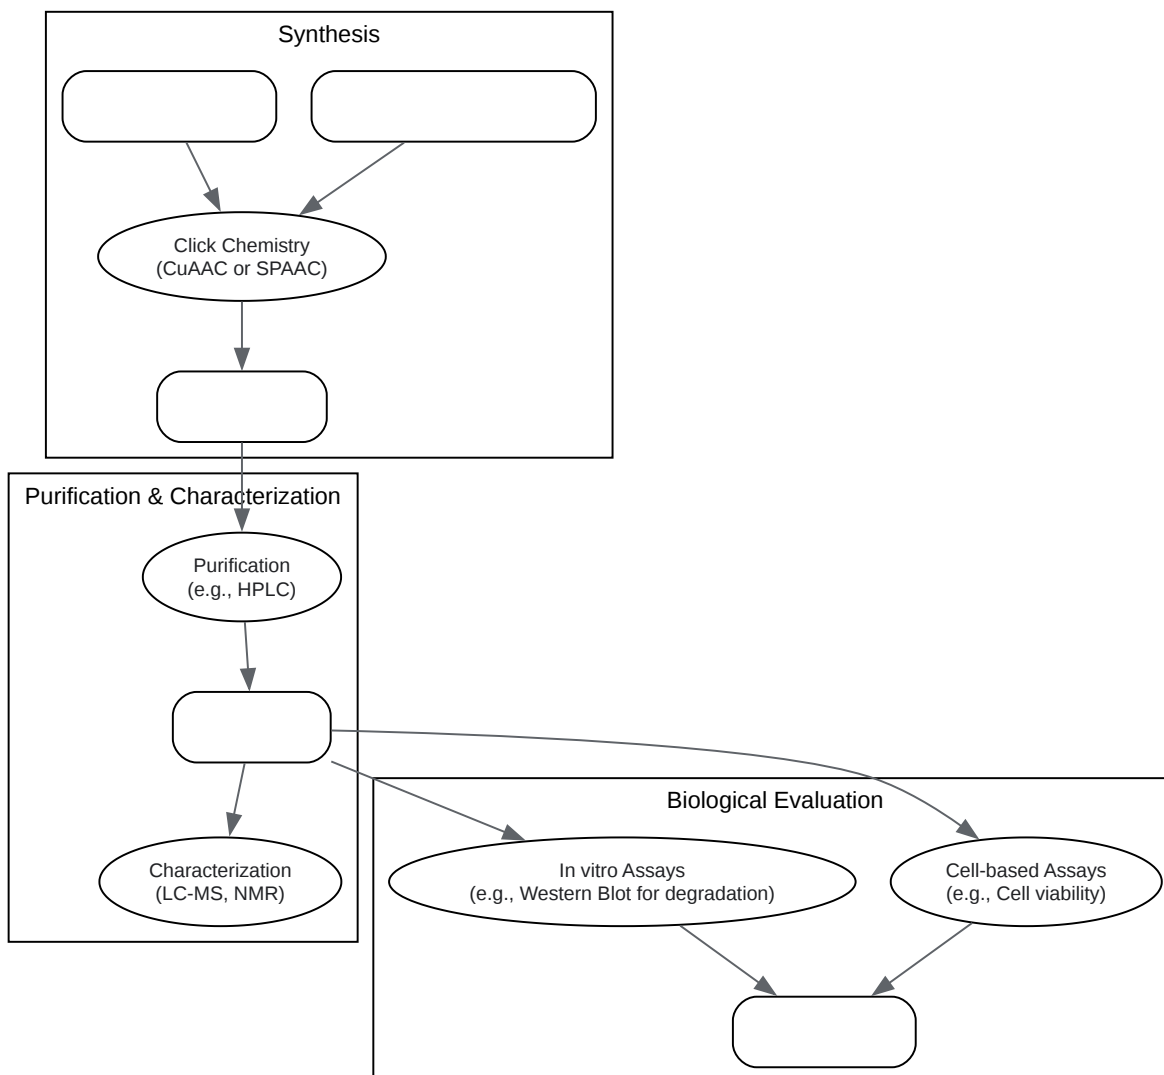 Synthesis
Click Chemistry
(CuAAC or SPAAC)
Purification & Characterization
Purification
(e.g., HPLC)
Biological Evaluation
Characterization
(LC-MS, NMR)
In vitro Assays
(e.g., Western Blot for degradation)
Cell-based Assays
(e.g., Cell viability)